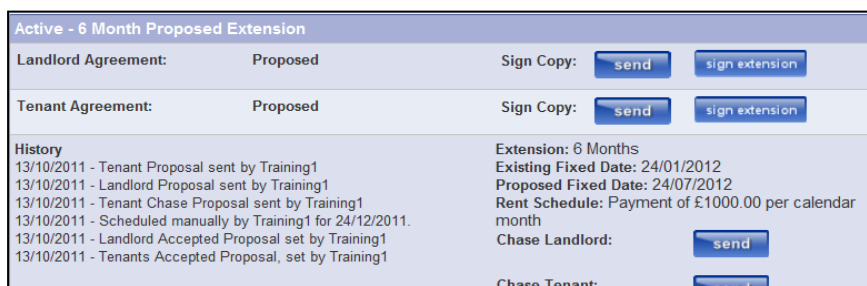 Active - 6 Month Proposed Extension
Landlord Agreement: Proposed Sign Copy: send sign extension
Tenant Agreement: Proposed Sign Copy: send sign extension
History
13/10/2011 - Tenant Proposal sent by Training1
13/10/2011 - Landlord Proposal sent by Training1
13/10/2011 - Tenant Chase Proposal sent by Training1
13/10/2011 - Scheduled manually by Training1 for 24/12/2011.
13/10/2011 - Landlord Accepted Proposal set by Training1
13/10/2011 - Tenants Accepted Proposal, set by Training1
Extension: 6 Months
Existing Fixed Date: 24/01/2012
Proposed Fixed Date: 24/07/2012
Rent Schedule: Payment of £1000.00 per calendar
month
Chase Landlord: send
Chase Tenant: send